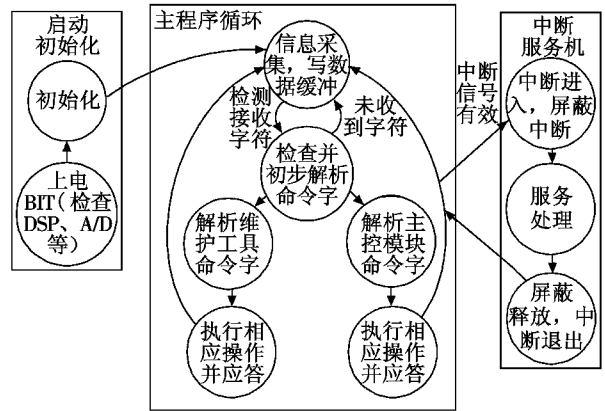 启动
初始化
初始化
上电
BIT(检查
DSP、A/D
等)
主程序循环
信息采
集，写数
据缓冲
检测
接收
字符
未收
到字符
检查并
初步解析
命令字
解析维
护工具
命令字
解析主
控模块
命令字
执行相
应操作
并应答
执行相
应操作
并应答
中断
信号
有效
中断
服务机
中断进
入，屏蔽
中断
服务
处理
屏蔽
释放，中
断退出